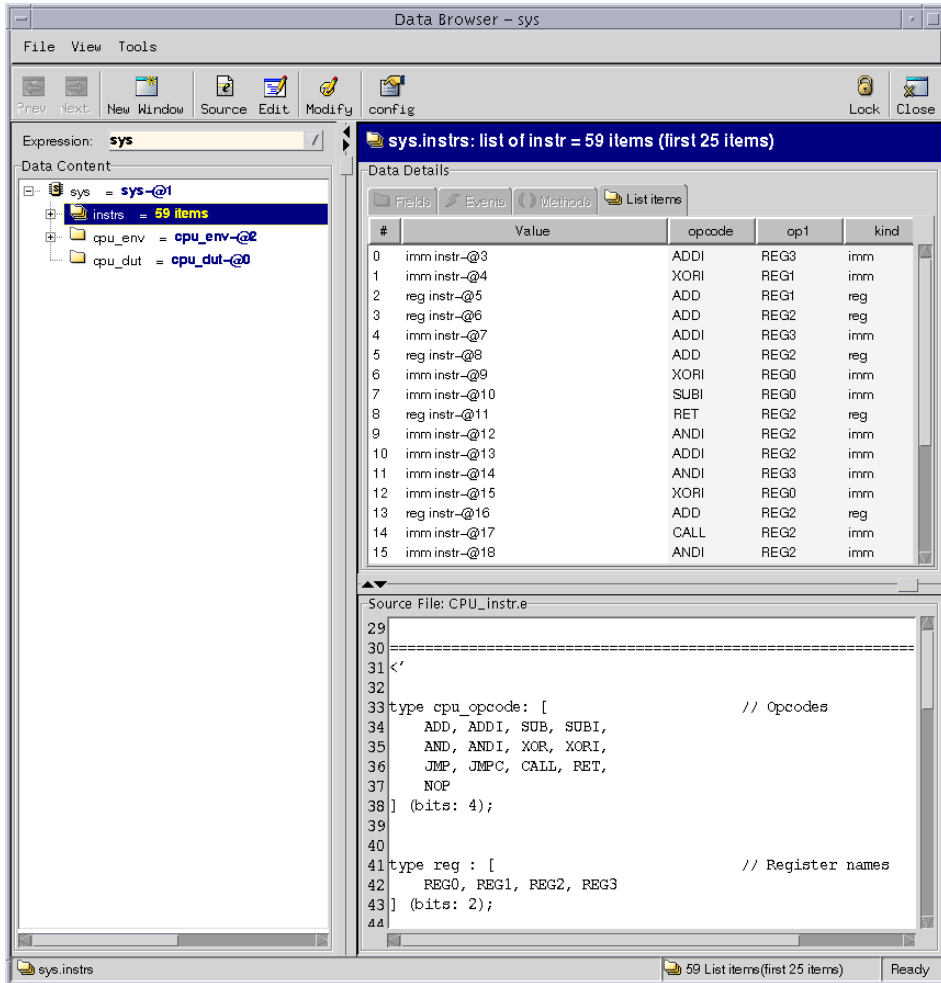 Data Browser – sys
File View Tools
Prev Next New Window Source Edit Modify config Lock Close
Expression: sys
Data Content
sys = sys-@1
instrs = 59 items
cpu_env = cpu_env-@2
cpu_dut = cpu_dut-@0
sys.instrs: list of instr = 59 items (first 25 items)
Data Details
Fields Events Methods List items
# Value opcode op1 kind
0 imm instr-@3 ADDI REG3 imm
1 imm instr-@4 XORI REG1 imm
2 reg instr-@5 ADD REG1 reg
3 reg instr-@6 ADD REG2 reg
4 imm instr-@7 ADDI REG3 imm
5 reg instr-@8 ADD REG2 reg
6 imm instr-@9 XORI REG0 imm
7 imm instr-@10 SUBI REG0 imm
8 reg instr-@11 RET REG2 reg
9 imm instr-@12 ANDI REG2 imm
10 imm instr-@13 ADDI REG2 imm
11 imm instr-@14 ANDI REG3 imm
12 imm instr-@15 XORI REG0 imm
13 reg instr-@16 ADD REG2 reg
14 imm instr-@17 CALL REG2 imm
15 imm instr-@18 ANDI REG2 imm
Source File: CPU_instr.e
29
30 ============================================================
31 <'
32
33 type cpu_opcode: [ // Opcodes
34 ADD, ADDI, SUB, SUBI,
35 AND, ANDI, XOR, XORI,
36 JMP, JMPC, CALL, RET,
37 NOP
38 ] (bits: 4);
39
40
41 type reg : [ // Register names
42 REG0, REG1, REG2, REG3
43 ] (bits: 2);
44
sys.instrs
59 List items(first 25 items) Ready